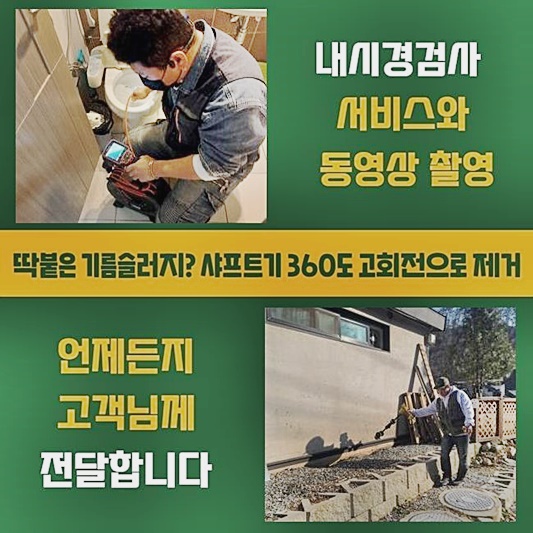 내시경검사
서비스와
동영상 촬영
딱붙은 기름슬러지? 샤프트기 360도 고회전으로 제거
언제든지
고객님께
전달합니다